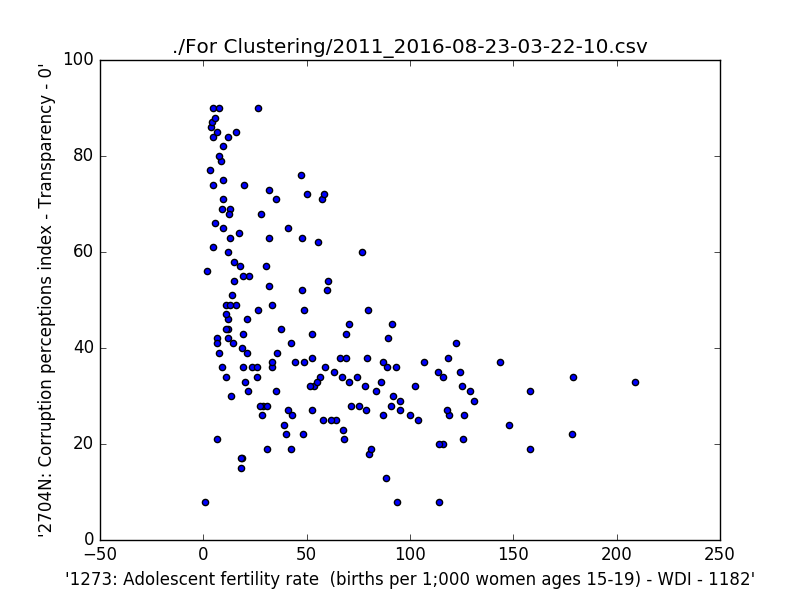 ./For Clustering/2011_2016-08-23-03-22-10.csv
100
80
60
40
20
0
'2704N: Corruption perceptions index - Transparency - 0'
−50 0 50 100 150 200 250
'1273: Adolescent fertility rate  (births per 1;000 women ages 15-19) - WDI - 1182'